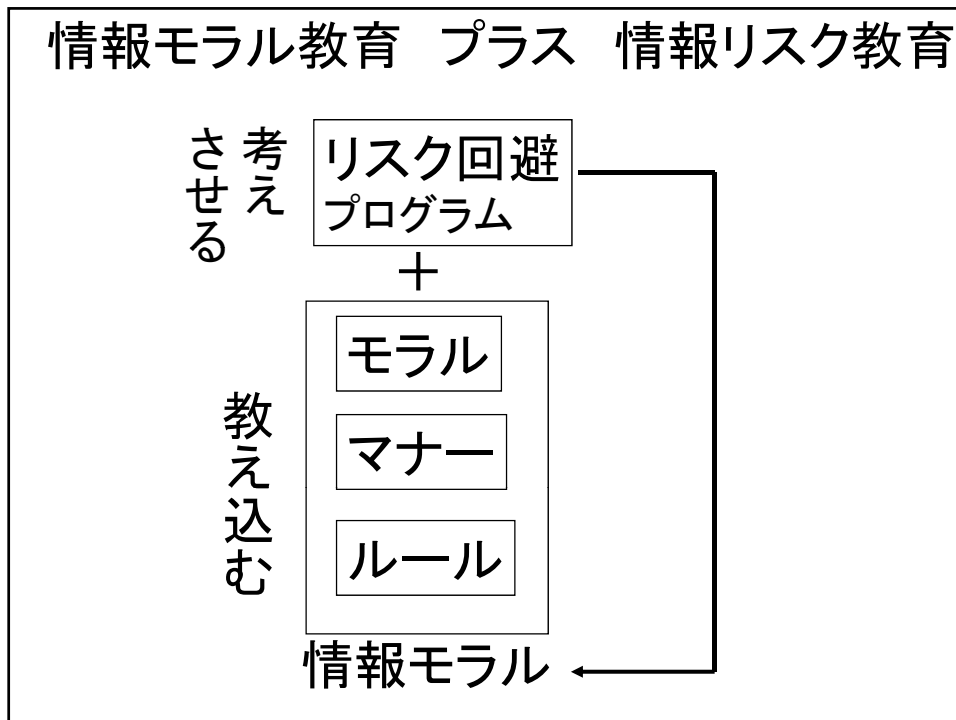 情報モラル教育　プラス　情報リスク教育
考え
させる
リスク回避
プログラム
＋
モラル
マナー
ルール
教え込む
情報モラル